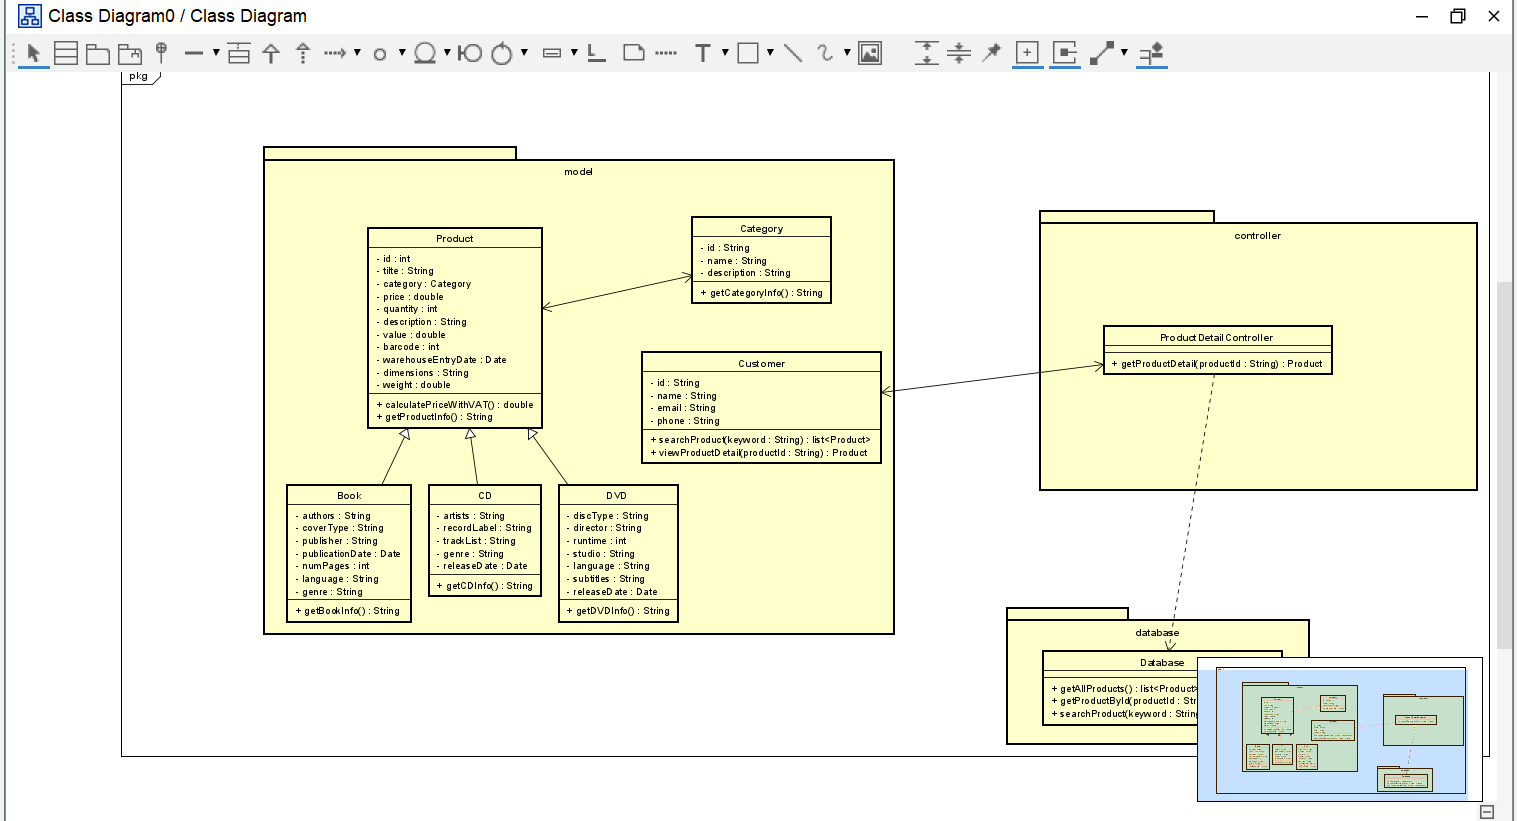 Class Diagram0 / Class Diagram
pkg
model
Product
- id : int
- tilte : String
- category : Category
- price : double
- quantity : int
- description : String
- value : double
- barcode : int
- warehouseEntryDate : Date
- dimensions : String
- weight : double
+ calculatePriceWithVAT() : double
+ getProductInfo() : String
Category
- id : String
- name : String
- description : String
+ getCategoryInfo() : String
Customer
- id : String
- name : String
- email : String
- phone : String
+ searchProduct(keyword : String) : list<Product>
+ viewProductDetail(productId : String) : Product
Book
- authors : String
- coverType : String
- publisher : String
- publicationDate : Date
- numPages : int
- language : String
- genre : String
+ getBookInfo() : String
CD
- artists : String
- recordLabel : String
- trackList : String
- genre : String
- releaseDate : Date
+ getCDInfo() : String
DVD
- discType : String
- director : String
- runtime : int
- studio : String
- language : String
- subtitles : String
- releaseDate : Date
+ getDVDInfo() : String
controller
ProductDetailController
+ getProductDetail(productId : String) : Product
database
Database
+ getAllProducts() : list<Product>
+ getProductById(productId : Str
+ searchProduct(keyword : String